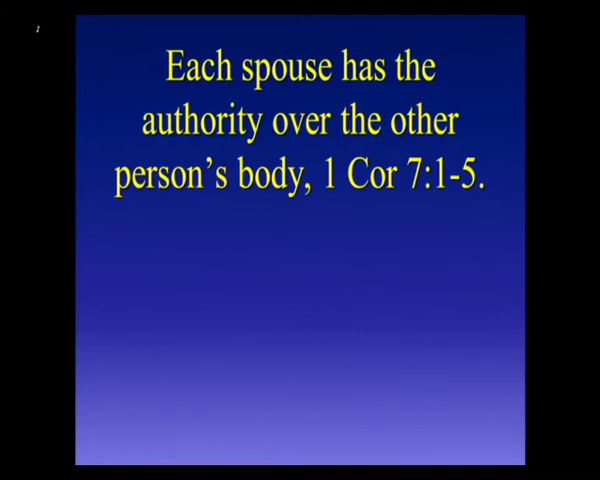 Each spouse has the
authority over the other
person’s body, 1 Cor 7:1-5.